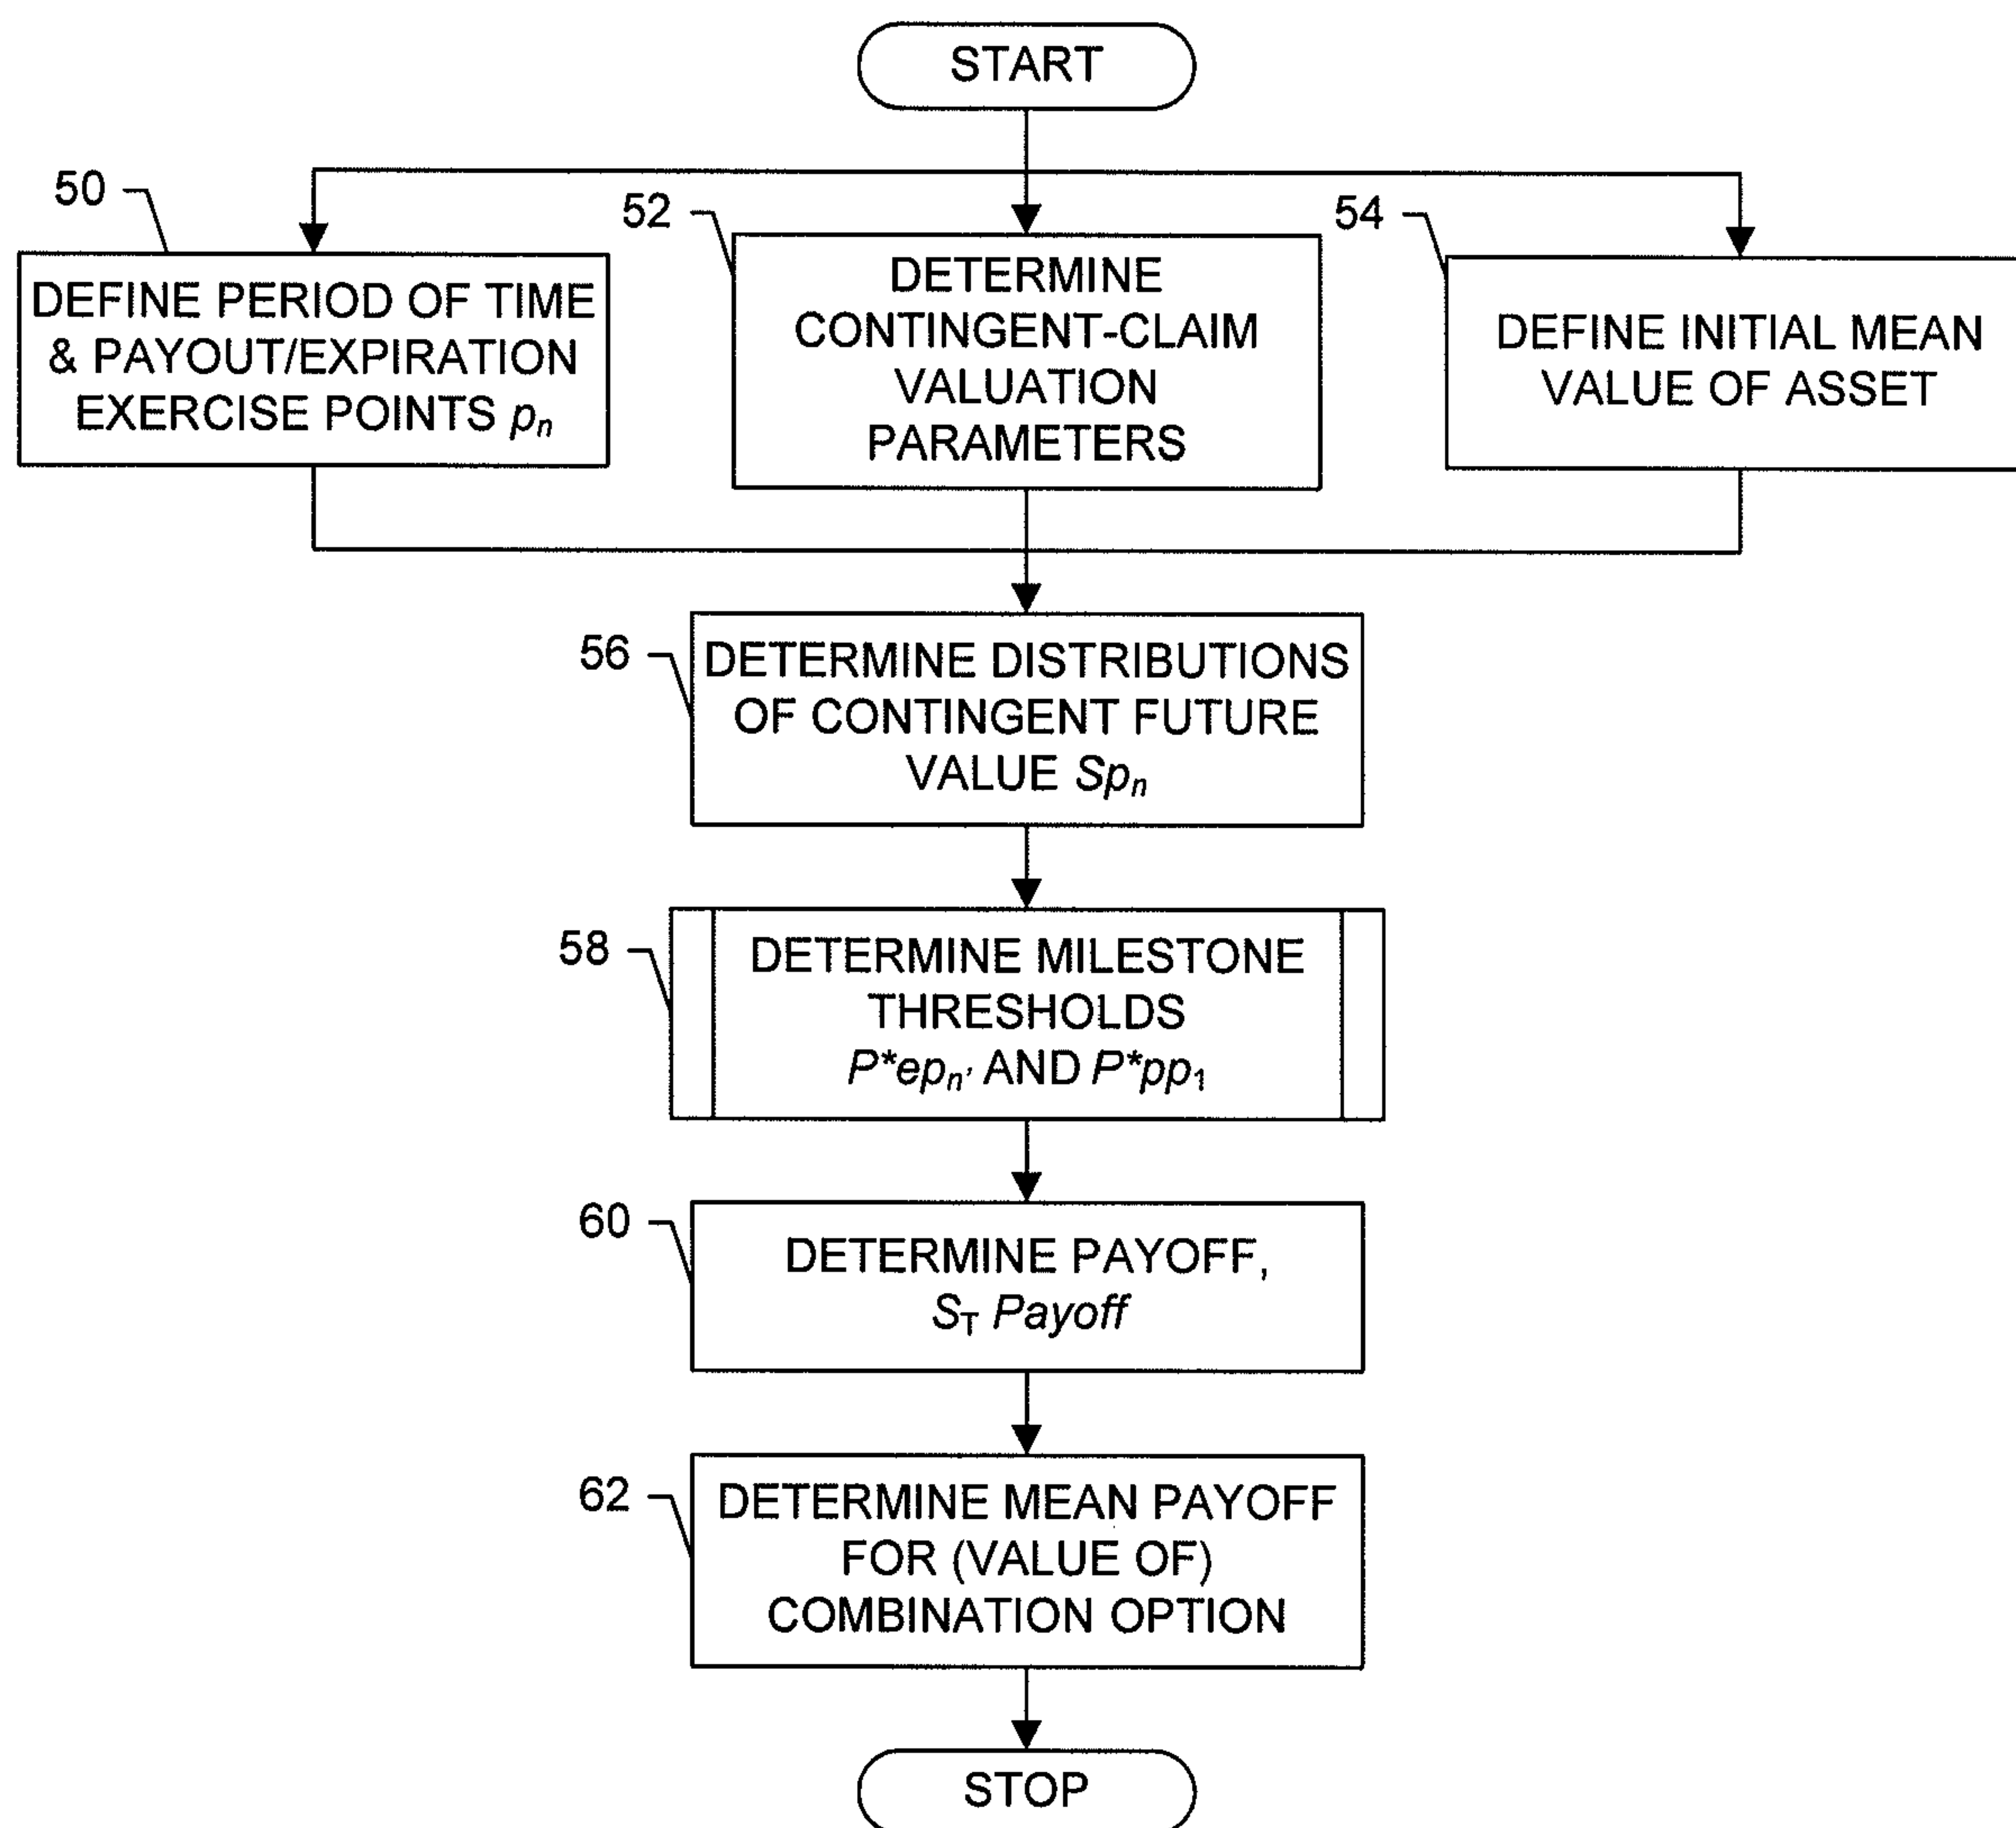 START
50
DEFINE PERIOD OF TIME
& PAYOUT/EXPIRATION
EXERCISE POINTS pn
52
DETERMINE
CONTINGENT-CLAIM
VALUATION
PARAMETERS
54
DEFINE INITIAL MEAN
VALUE OF ASSET
56
DETERMINE DISTRIBUTIONS
OF CONTINGENT FUTURE
VALUE Spn
58
DETERMINE MILESTONE
THRESHOLDS
P*epn' AND P*pp1
60
DETERMINE PAYOFF,
ST Payoff
62
DETERMINE MEAN PAYOFF
FOR (VALUE OF)
COMBINATION OPTION
STOP